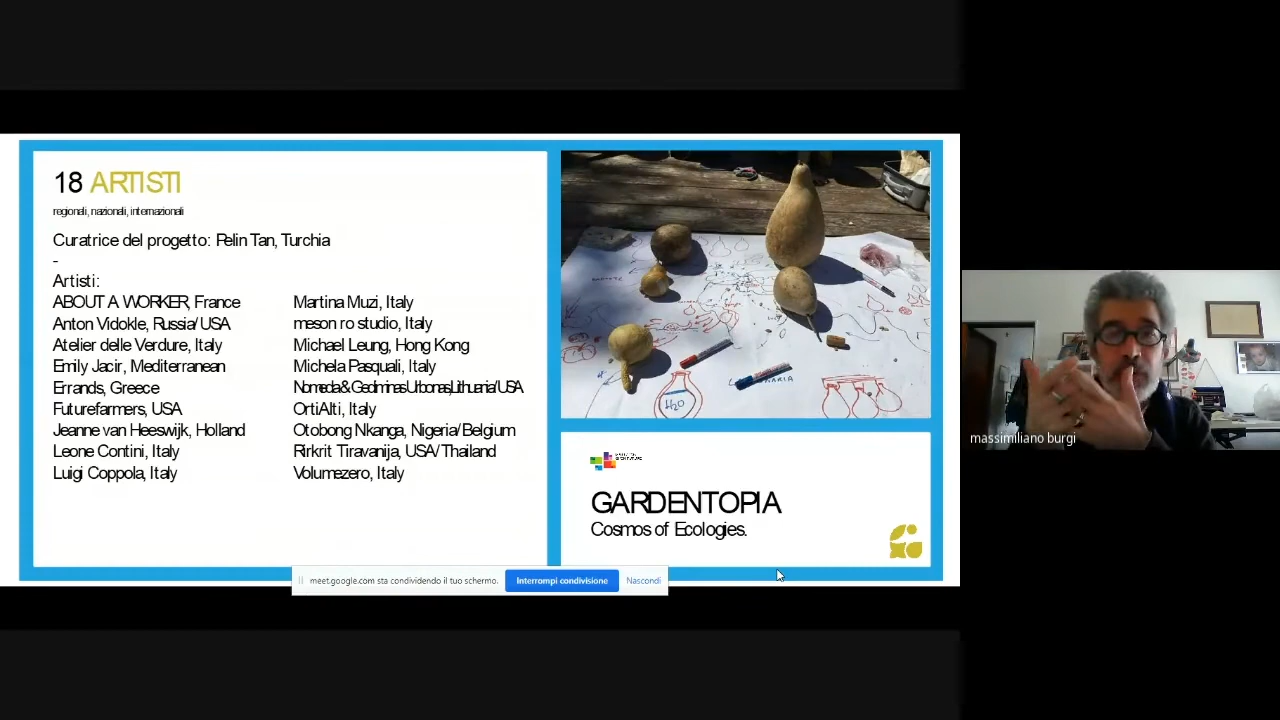 18 ARTISTI
regionali, nazionali, internazionali
Curatrice del progetto: Pelin Tan, Turchia
-
Artisti:
ABOUT A WORKER, France
Anton Vidokle, Russia/USA
Atelier delle Verdure, Italy
Emily Jacir, Mediterranean
Errands, Greece
Futurefarmers, USA
Jeanne van Heeswijk, Holland
Leone Contini, Italy
Luigi Coppola, Italy
Martina Muzi, Italy
meson ro studio, Italy
Michael Leung, Hong Kong
Michela Pasquali, Italy
Nomeda & Gediminas Urbonas, Lithuania/USA
OrtiAlti, Italy
Otobong Nkanga, Nigeria/Belgium
Rirkrit Tiravanija, USA/Thailand
Volumezero, Italy
H2O
GARDENTOPIA
Cosmos of Ecologies.
meet.google.com sta condividendo il tuo schermo.
Interrompi condivisione
Nascondi
massimiliano burgi